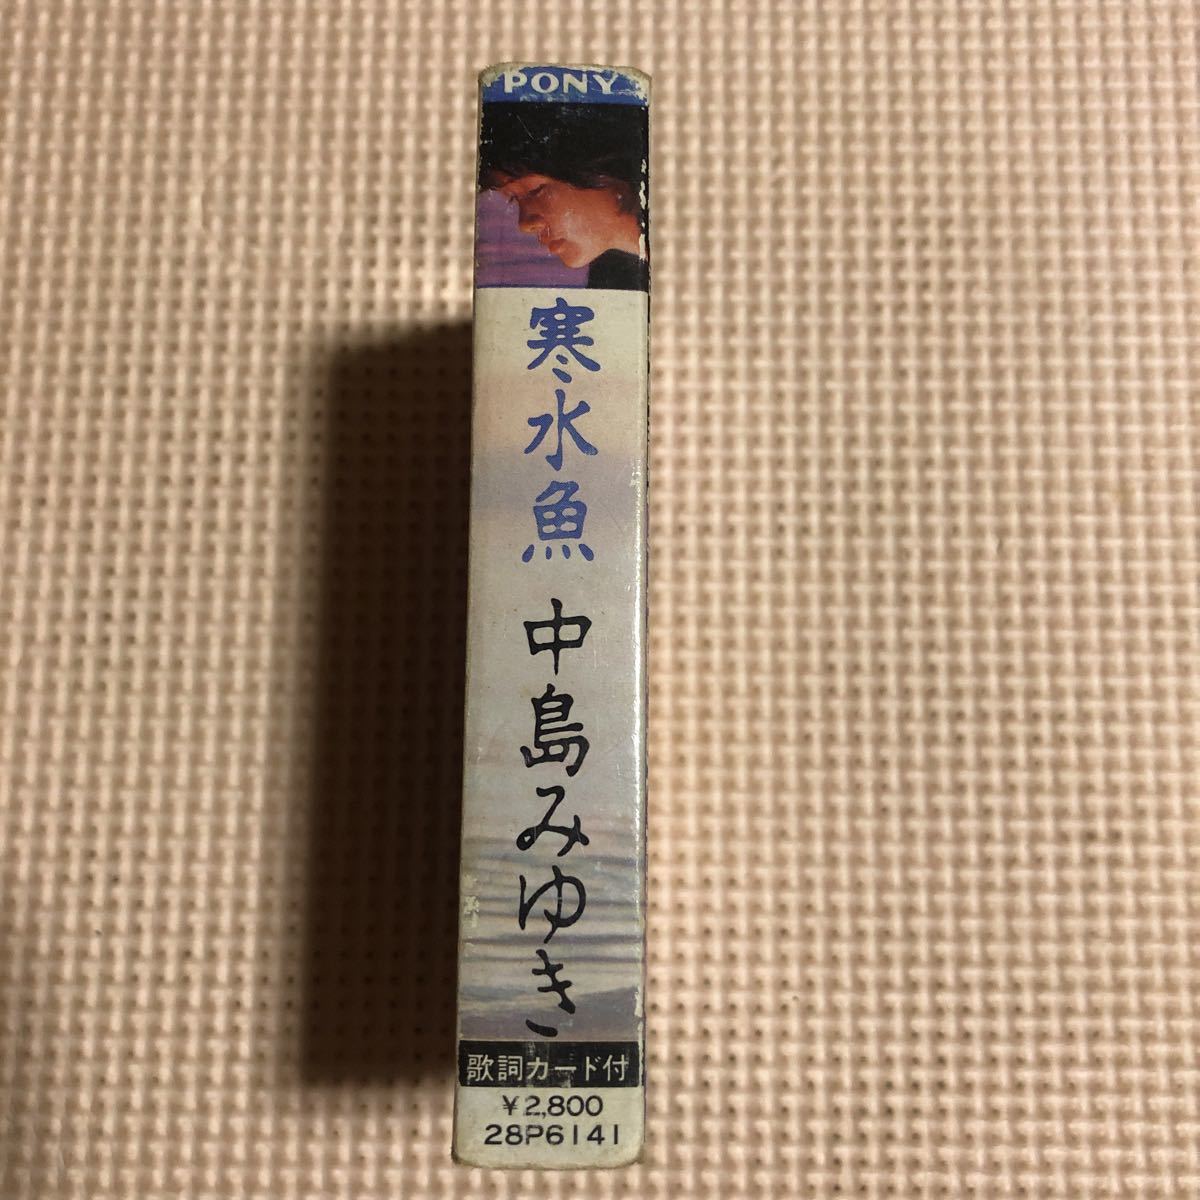 PONY
寒水魚
中島みゆき
歌詞カード付
¥2,800
28P6141